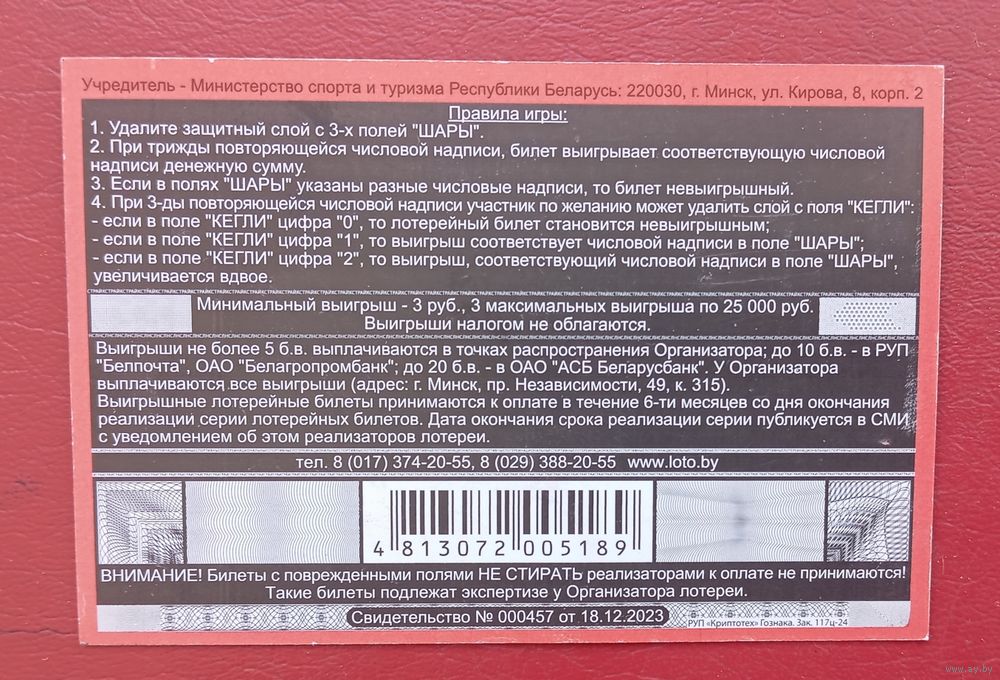 Учредитель - Министерство спорта и туризма Республики Беларусь: 220030, г. Минск, ул. Кирова, 8, корп. 2
Правила игры:
1. Удалите защитный слой с 3-х полей "ШАРЫ".
2. При трижды повторяющейся числовой надписи, билет выигрывает соответствующую числовой
надписи денежную сумму.
3. Если в полях "ШАРЫ" указаны разные числовые надписи, то билет невыигрышный.
4. При 3-ды повторяющейся числовой надписи участник по желанию может удалить слой с поля "КЕГЛИ":
- если в поле "КЕГЛИ" цифра "0", то лотерейный билет становится невыигрышным;
- если в поле "КЕГЛИ" цифра "1", то выигрыш соответствует числовой надписи в поле "ШАРЫ";
- если в поле "КЕГЛИ" цифра "2", то выигрыш, соответствующий числовой надписи в поле "ШАРЫ",
увеличивается вдвое.
Минимальный выигрыш - 3 руб., 3 максимальных выигрыша по 25 000 руб.
Выигрыши налогом не облагаются.
Выигрыши не более 5 б.в. выплачиваются в точках распространения Организатора; до 10 б.в. - в РУП
"Белпочта", ОАО "Белагропромбанк"; до 20 б.в. - в ОАО "АСБ Беларусбанк". У Организатора
выплачиваются все выигрыши (адрес: г. Минск, пр. Независимости, 49, к. 315).
Выигрышные лотерейные билеты принимаются к оплате в течение 6-ти месяцев со дня окончания
реализации серии лотерейных билетов. Дата окончания срока реализации серии публикуется в СМИ
с уведомлением об этом реализаторов лотереи.
тел. 8 (017) 374-20-55, 8 (029) 388-20-55 www.loto.by
4 813072 005189
ВНИМАНИЕ! Билеты с поврежденными полями НЕ СТИРАТЬ реализаторами к оплате не принимаются!
Такие билеты подлежат экспертизе у Организатора лотереи.
Свидетельство № 000457 от 18.12.2023
РУП «Криптотех» Гознака. Зак. 117ц-24
www.ay.by